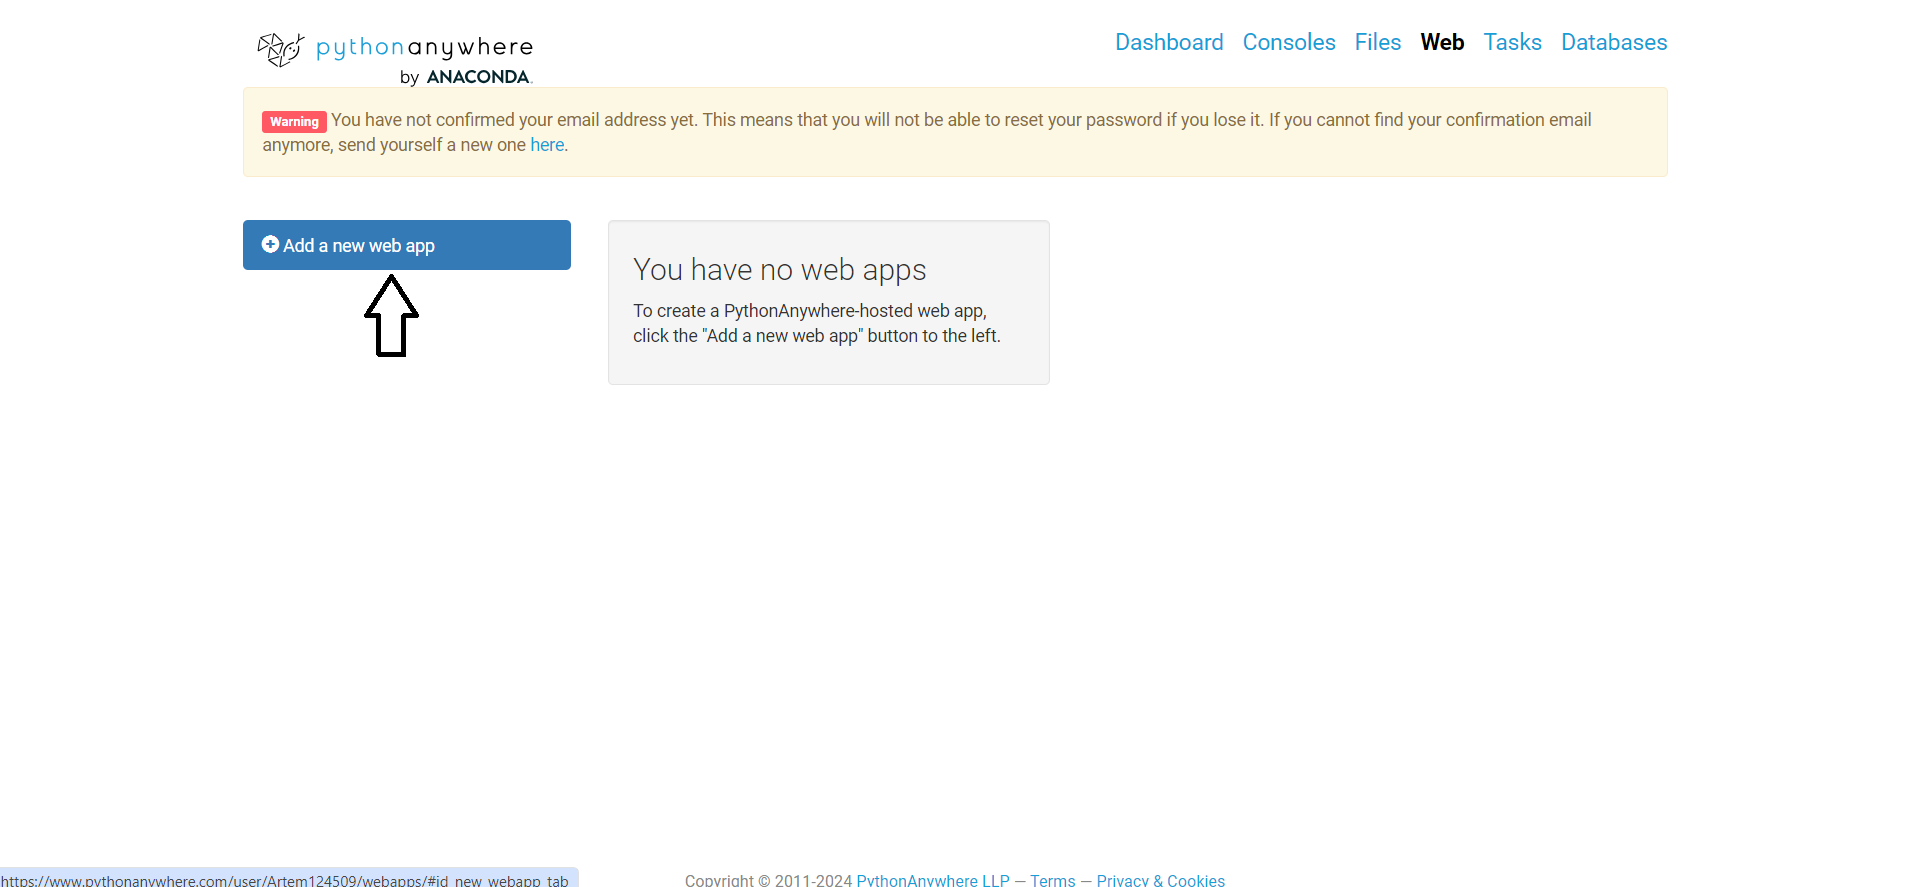 pythonanywhere
by ANACONDA.
Dashboard Consoles Files Web Tasks Databases
Warning You have not confirmed your email address yet. This means that you will not be able to reset your password if you lose it. If you cannot find your confirmation email
anymore, send yourself a new one here.
Add a new web app
You have no web apps
To create a PythonAnywhere-hosted web app,
click the "Add a new web app" button to the left.
https://www.pythonanywhere.com/user/Artem124509/webapps/#id_new_webapp_tab
Copyright © 2011-2024 PythonAnywhere LLP — Terms — Privacy & Cookies